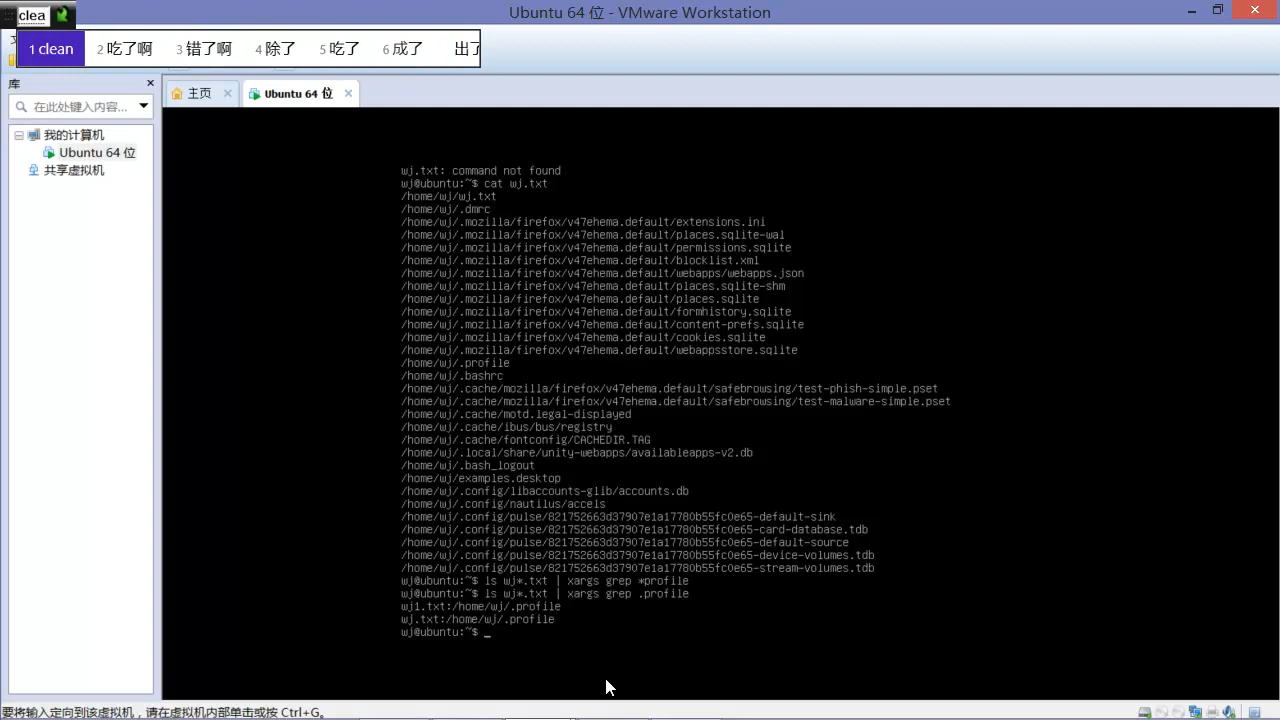 clea
Ubuntu 64 位 - VMware Workstation
1 clean 2 吃了啊 3 错了啊 4 除了 5 吃了 6 成了 出了
库
主页
Ubuntu 64 位
在此处键入内容...
我的计算机
Ubuntu 64 位
共享虚拟机
wj.txt: command not found
wj@ubuntu:~$ cat wj.txt
/home/wj/wj.txt
/home/wj/.dmrc
/home/wj/.mozilla/firefox/v47ehema.default/extensions.ini
/home/wj/.mozilla/firefox/v47ehema.default/places.sqlite-wal
/home/wj/.mozilla/firefox/v47ehema.default/permissions.sqlite
/home/wj/.mozilla/firefox/v47ehema.default/blocklist.xml
/home/wj/.mozilla/firefox/v47ehema.default/webapps/webapps.json
/home/wj/.mozilla/firefox/v47ehema.default/places.sqlite-shm
/home/wj/.mozilla/firefox/v47ehema.default/places.sqlite
/home/wj/.mozilla/firefox/v47ehema.default/formhistory.sqlite
/home/wj/.mozilla/firefox/v47ehema.default/content-prefs.sqlite
/home/wj/.mozilla/firefox/v47ehema.default/cookies.sqlite
/home/wj/.mozilla/firefox/v47ehema.default/webappsstore.sqlite
/home/wj/.profile
/home/wj/.bashrc
/home/wj/.cache/mozilla/firefox/v47ehema.default/safebrowsing/test-phish-simple.pset
/home/wj/.cache/mozilla/firefox/v47ehema.default/safebrowsing/test-malware-simple.pset
/home/wj/.cache/motd.legal-displayed
/home/wj/.cache/ibus/bus/registry
/home/wj/.cache/fontconfig/CACHEDIR.TAG
/home/wj/.local/share/unity-webapps/availableapps-v2.db
/home/wj/.bash_logout
/home/wj/examples.desktop
/home/wj/.config/libaccounts-glib/accounts.db
/home/wj/.config/nautilus/accels
/home/wj/.config/pulse/821752663d37907e1a17780b55fc0e65-default-sink
/home/wj/.config/pulse/821752663d37907e1a17780b55fc0e65-card-database.tdb
/home/wj/.config/pulse/821752663d37907e1a17780b55fc0e65-default-source
/home/wj/.config/pulse/821752663d37907e1a17780b55fc0e65-device-volumes.tdb
/home/wj/.config/pulse/821752663d37907e1a17780b55fc0e65-stream-volumes.tdb
wj@ubuntu:~$ ls wj*.txt | xargs grep *profile
wj@ubuntu:~$ ls wj*.txt | xargs grep .profile
wj1.txt:/home/wj/.profile
wj.txt:/home/wj/.profile
wj@ubuntu:~$ _
要将输入定向到该虚拟机，请在虚拟机内部单击或按 Ctrl+G。